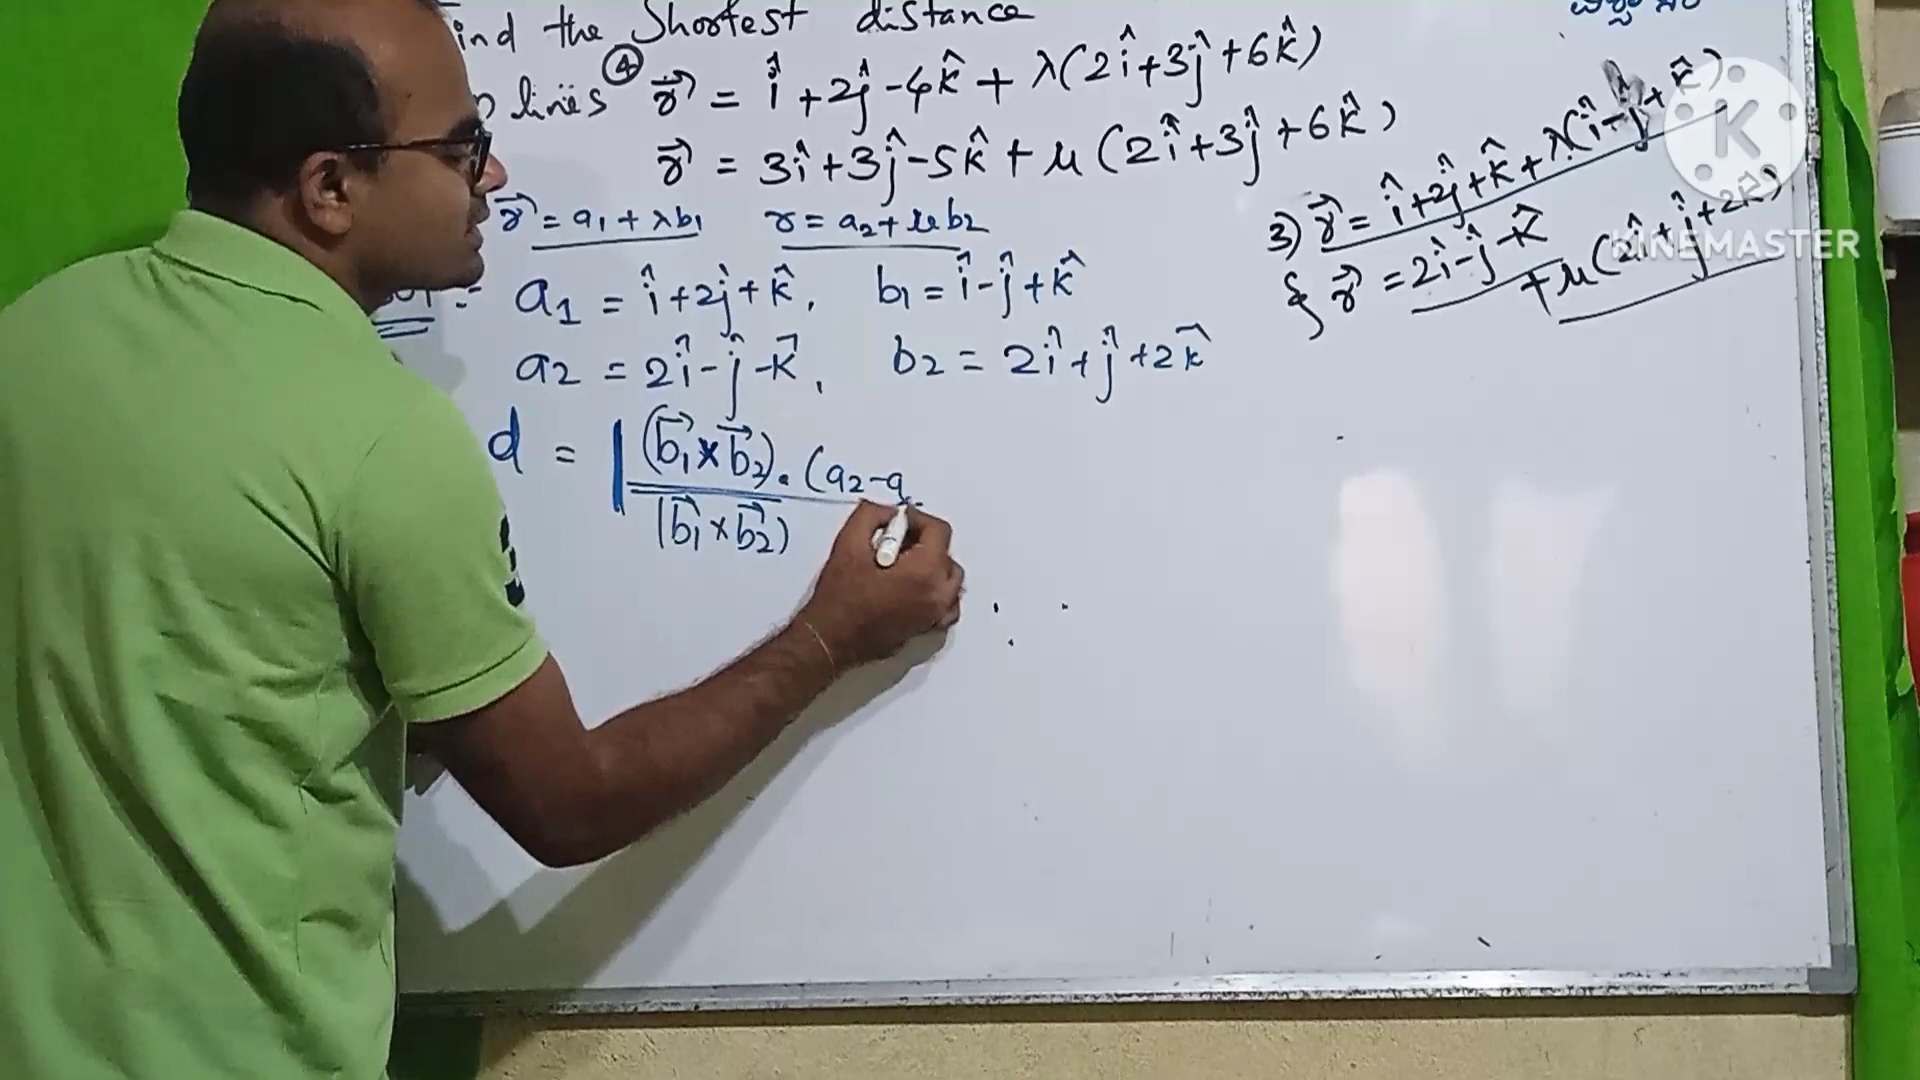 ind the Shortest distance
lines ④ r⃗ = î + 2ĵ - 4k̂ + λ(2î + 3ĵ + 6k̂)
r⃗ = 3î + 3ĵ - 5k̂ + μ(2î + 3ĵ + 6k̂)
r⃗ = a1 + λb1 r = a2 + μb2
a1 = î + 2ĵ + k̂, b1 = î - ĵ + k̂
a2 = 2î - ĵ - k̂, b2 = 2î + ĵ + 2k̂
d = | (b⃗1 × b⃗2) . (a2 - a
|b⃗1 × b⃗2)
3) r⃗ = î + 2ĵ + k̂ + λ(î - ĵ + k̂)
& r⃗ = 2î - ĵ - k̂
+ μ(2î + ĵ + 2k̂)
K
KINEMASTER